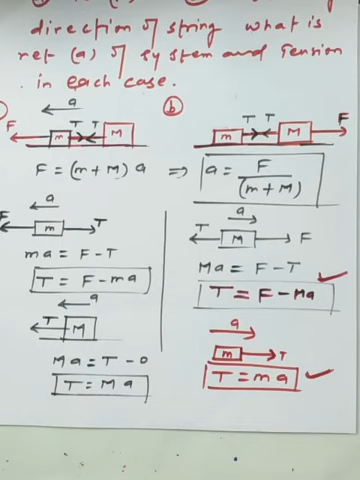 direction of string what is
ret (a) of system and Tension
in each case.
a
b
F T T
m M
T T F
m M
F = (m+M) a ⇒ a = F/(m+M)
a
F m T
ma = F - T
T = F - ma
a
T M
Ma = T - 0
T = Ma
a
T M F
Ma = F - T
T = F - Ma
a
m T
T = ma